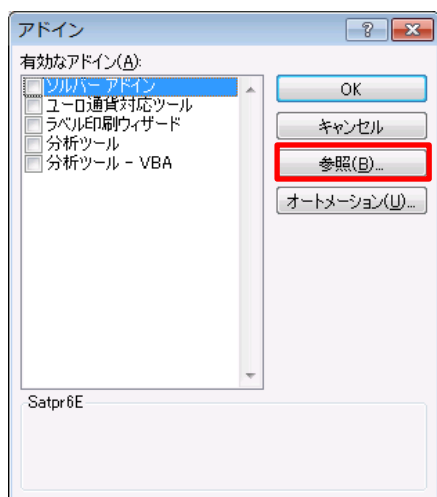 アドイン
有効なアドイン(A):
ソルバー アドイン
ユーロ通貨対応ツール
ラベル印刷ウィザード
分析ツール
分析ツール - VBA
OK
キャンセル
参照(B)...
オートメーション(U)...
Satpr6E